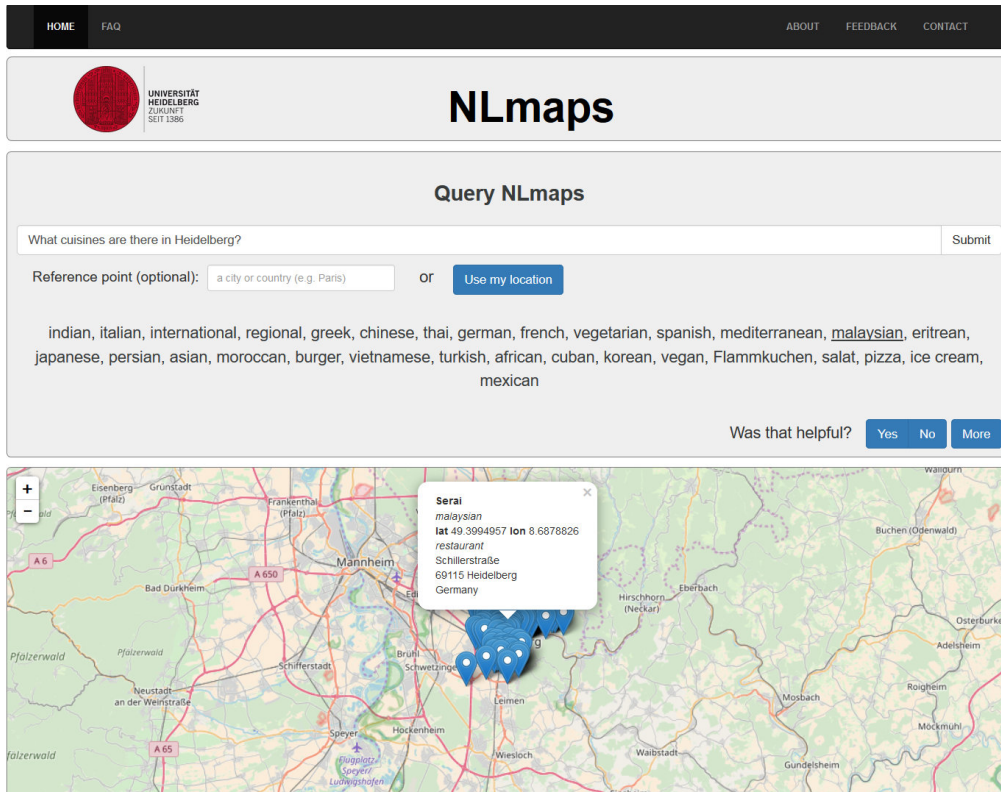 HOME FAQ ABOUT FEEDBACK CONTACT
UNIVERSITÄT
HEIDELBERG
ZUKUNFT
SEIT 1386
NLmaps
Query NLmaps
What cuisines are there in Heidelberg? Submit
Reference point (optional): a city or country (e.g. Paris) or Use my location
indian, italian, international, regional, greek, chinese, thai, german, french, vegetarian, spanish, mediterranean, malaysian, eritrean,
japanese, persian, asian, moroccan, burger, vietnamese, turkish, african, cuban, korean, vegan, Flammkuchen, salat, pizza, ice cream,
mexican
Was that helpful? Yes No More
+
−
Eisenberg
(Pfalz)
Grünstadt
Frankenthal
(Pfalz)
Walldürn
Serai
malaysian
lat 49.3994957 lon 8.6878826
restaurant
Schillerstraße
69115 Heidelberg
Germany
×
Buchen (Odenwald)
A 6
A 650
Mannheim
Bad Dürkheim
Hirschhorn
(Neckar)
Eberbach
Osterburke
Adelsheim
Pfälzerwald
Pfälzerwald
Brühl
Schifferstadt
Schwetzinge
Neustadt
an der Weinstraße
Leimen
Mosbach
Roigheim
Möckmühl
Speyer
Hockenheim
A 65
Flugplatz
Speyer/
Ludwigshafen
Wiesloch
Waibstadt
Gundelsheim